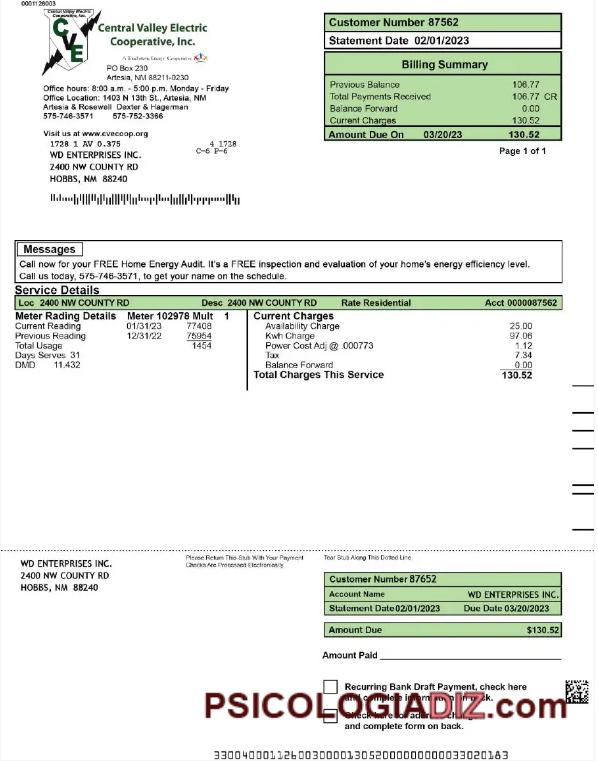 0001126003
Central Valley Electric
CVE
Central Valley Electric
Cooperative, Inc.
A Touchstone Energy Cooperative
PO Box 230
Artesia, NM 88211-0230
Office hours: 8:00 a.m. - 5:00 p.m. Monday - Friday
Office Location: 1403 N 13th St., Artesia, NM
Artesia & Rosewell Dexter & Hagerman
575-746-3571 575-752-3366
Visit us at www.cvecoop.org
1728 1 AV 0.375 4 1738
C-6 P-6
WD ENTERPRISES INC.
2400 NW COUNTY RD
HOBBS, NM 88240
Customer Number 87562
Statement Date 02/01/2023
Billing Summary
Previous Balance 106.77
Total Payments Received 106.77 CR
Balance Forward 0.00
Current Charges 130.52
Amount Due On 03/20/23 130.52
Page 1 of 1
Messages
Call now for your FREE Home Energy Audit. It's a FREE inspection and evaluation of your home's energy efficiency level.
Call us today, 575-746-3571, to get your name on the schedule.
Service Details
Loc 2400 NW COUNTY RD Desc 2400 NW COUNTY RD Rate Residential Acct 0000087562
Meter Rading Details Meter 102978 Mult 1
Current Reading 01/31/23 77408
Previous Reading 12/31/22 75954
Total Usage 1454
Days Serves 31
DMD 11.432
Current Charges
Availability Charge 25.00
Kwh Charge 97.06
Power Cost Adj @ .000773 1.12
Tax 7.34
Balance Forward 0.00
Total Charges This Service 130.52
Please Return This Stub With Your Payment
Checks Are Processed Electronically
Tear Stub Along This Dotted Line
WD ENTERPRISES INC.
2400 NW COUNTY RD
HOBBS, NM 88240
Customer Number 87652
Account Name WD ENTERPRISES INC.
Statement Date 02/01/2023 Due Date 03/20/2023
Amount Due $130.52
Amount Paid
Recurring Bank Draft Payment, check here
and complete information on back.
Check here for address change
and complete form on back.
PSICOLOGIADIZ.com